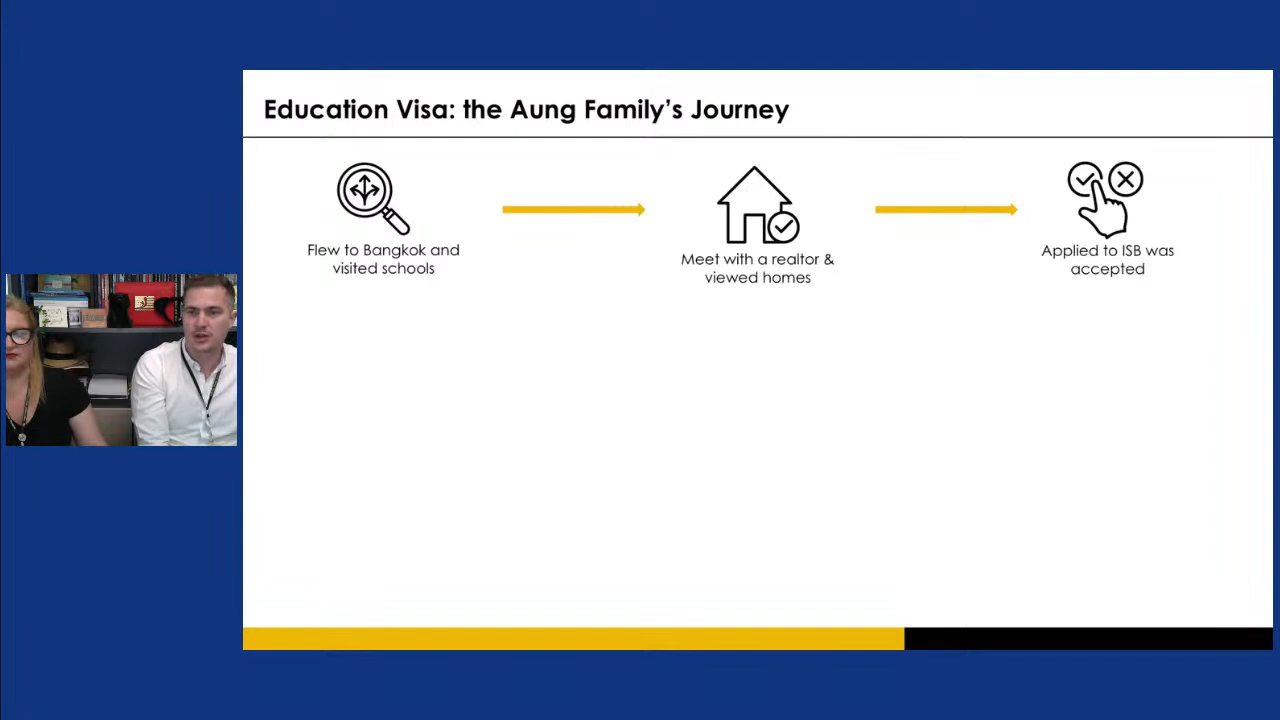 Education Visa: the Aung Family's Journey
Flew to Bangkok and
visited schools
Meet with a realtor &
viewed homes
Applied to ISB was
accepted